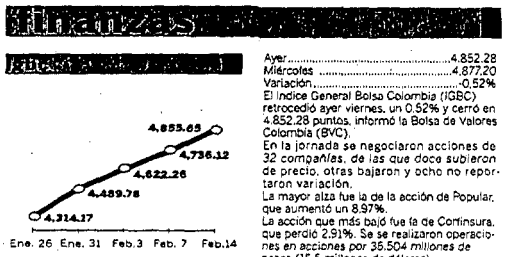 finanzas
4,855.65
4,736.12
4,622.26
4,489.78
4,314.17
Ene. 26 Ene. 31 Feb.3 Feb. 7 Feb.14
Ayer 4.852.28
Miércoles 4.877.20
Variación -0,52%
El Indice General Bolsa Colombia (IGBC)
retrocedió ayer viernes, un 0,52% y cerró en
4.852.28 puntos, informó la Bolsa de Valores
Colombia (BVC).
En la jornada se negociaron acciones de
32 compañías, de las que doce subieron
de precio, otras bajaron y ocho no repor-
taron variación.
La mayor alza fue la de la acción de Popular,
que aumentó un 8,97%.
La acción que más bajó fue la de Corfinsura,
que perdió 2,91%. Se se realizaron operacio-
nes en acciones por 35.504 millones de